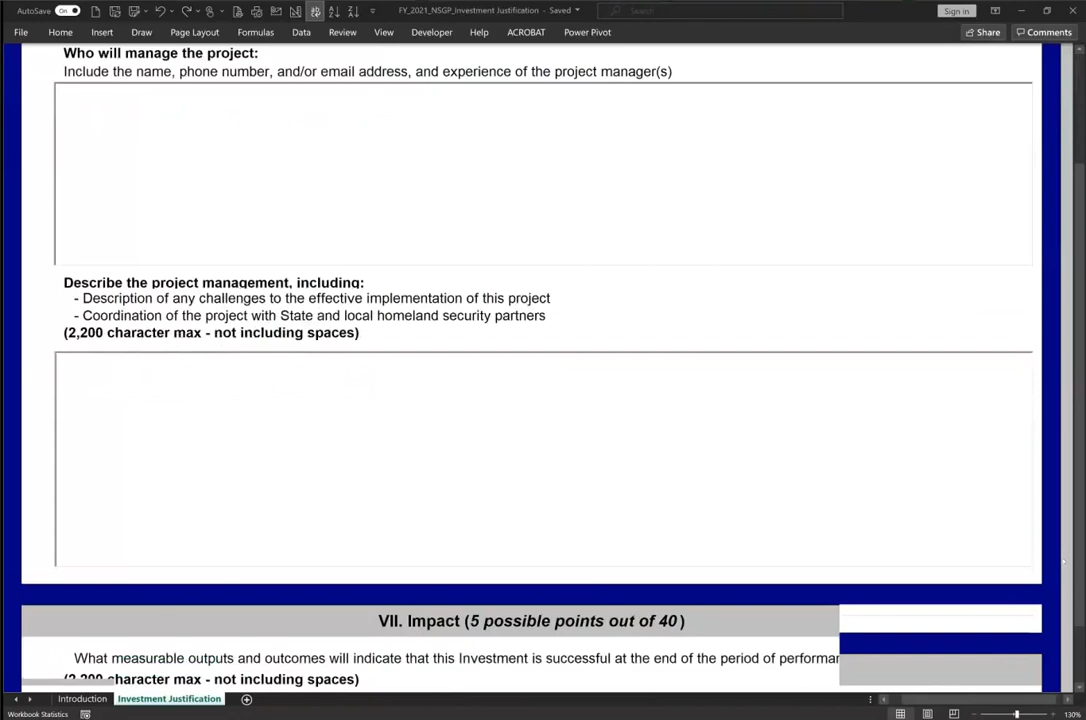 AutoSave On FY_2021_NSGP_Investment Justification - Saved Search Sign in
File Home Insert Draw Page Layout Formulas Data Review View Developer Help ACROBAT Power Pivot Share Comments
Who will manage the project:
Include the name, phone number, and/or email address, and experience of the project manager(s)
Describe the project management, including:
- Description of any challenges to the effective implementation of this project
- Coordination of the project with State and local homeland security partners
(2,200 character max - not including spaces)
VII. Impact (5 possible points out of 40)
What measurable outputs and outcomes will indicate that this Investment is successful at the end of the period of performan
(2,200 character max - not including spaces)
Introduction Investment Justification
Workbook Statistics 130%